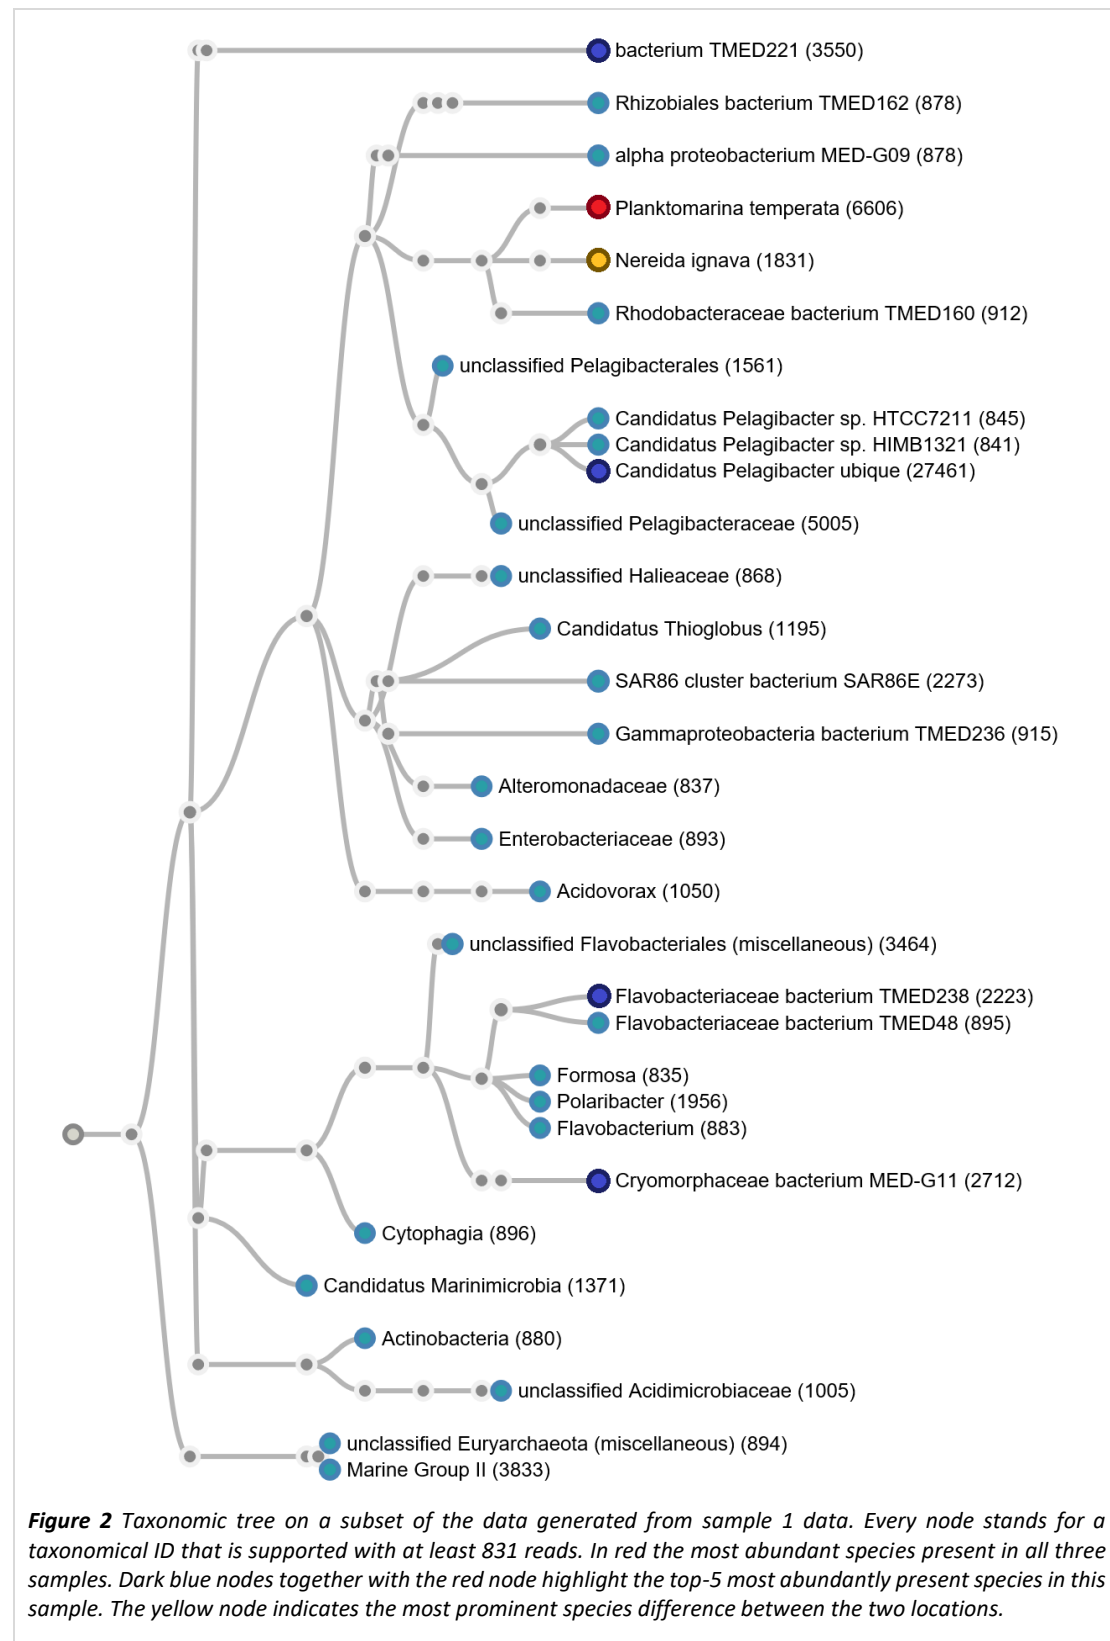 bacterium TMED221 (3550)
Rhizobiales bacterium TMED162 (878)
alpha proteobacterium MED-G09 (878)
Planktomarina temperata (6606)
Nereida ignava (1831)
Rhodobacteraceae bacterium TMED160 (912)
unclassified Pelagibacterales (1561)
Candidatus Pelagibacter sp. HTCC7211 (845)
Candidatus Pelagibacter sp. HIMB1321 (841)
Candidatus Pelagibacter ubique (27461)
unclassified Pelagibacteraceae (5005)
unclassified Halieaceae (868)
Candidatus Thioglobus (1195)
SAR86 cluster bacterium SAR86E (2273)
Gammaproteobacteria bacterium TMED236 (915)
Alteromonadaceae (837)
Enterobacteriaceae (893)
Acidovorax (1050)
unclassified Flavobacteriales (miscellaneous) (3464)
Flavobacteriaceae bacterium TMED238 (2223)
Flavobacteriaceae bacterium TMED48 (895)
Formosa (835)
Polaribacter (1956)
Flavobacterium (883)
Cryomorphaceae bacterium MED-G11 (2712)
Cytophagia (896)
Candidatus Marinimicrobia (1371)
Actinobacteria (880)
unclassified Acidimicrobiaceae (1005)
unclassified Euryarchaeota (miscellaneous) (894)
Marine Group II (3833)
Figure 2 Taxonomic tree on a subset of the data generated from sample 1 data. Every node stands for a
taxonomical ID that is supported with at least 831 reads. In red the most abundant species present in all three
samples. Dark blue nodes together with the red node highlight the top-5 most abundantly present species in this
sample. The yellow node indicates the most prominent species difference between the two locations.